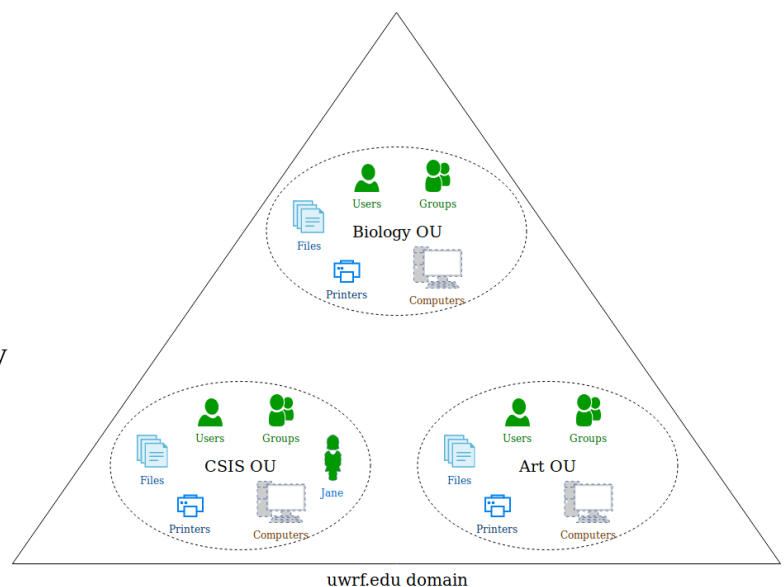 Users
Groups
Files
Biology OU
Printers
Computers
y
Users
Groups
Files
CSIS OU
Jane
Printers
Computers
Users
Groups
Files
Art OU
Printers
Computers
uwrf.edu domain